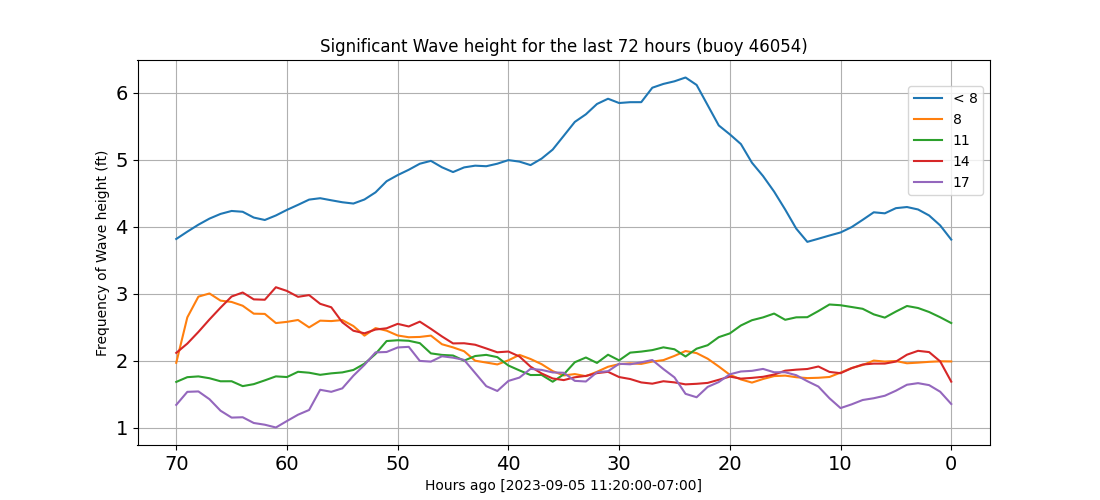 Significant Wave height for the last 72 hours (buoy 46054)
Frequency of Wave height (ft)
6
5
4
3
2
1
< 8
8
11
14
17
70 60 50 40 30 20 10 0
Hours ago [2023-09-05 11:20:00-07:00]